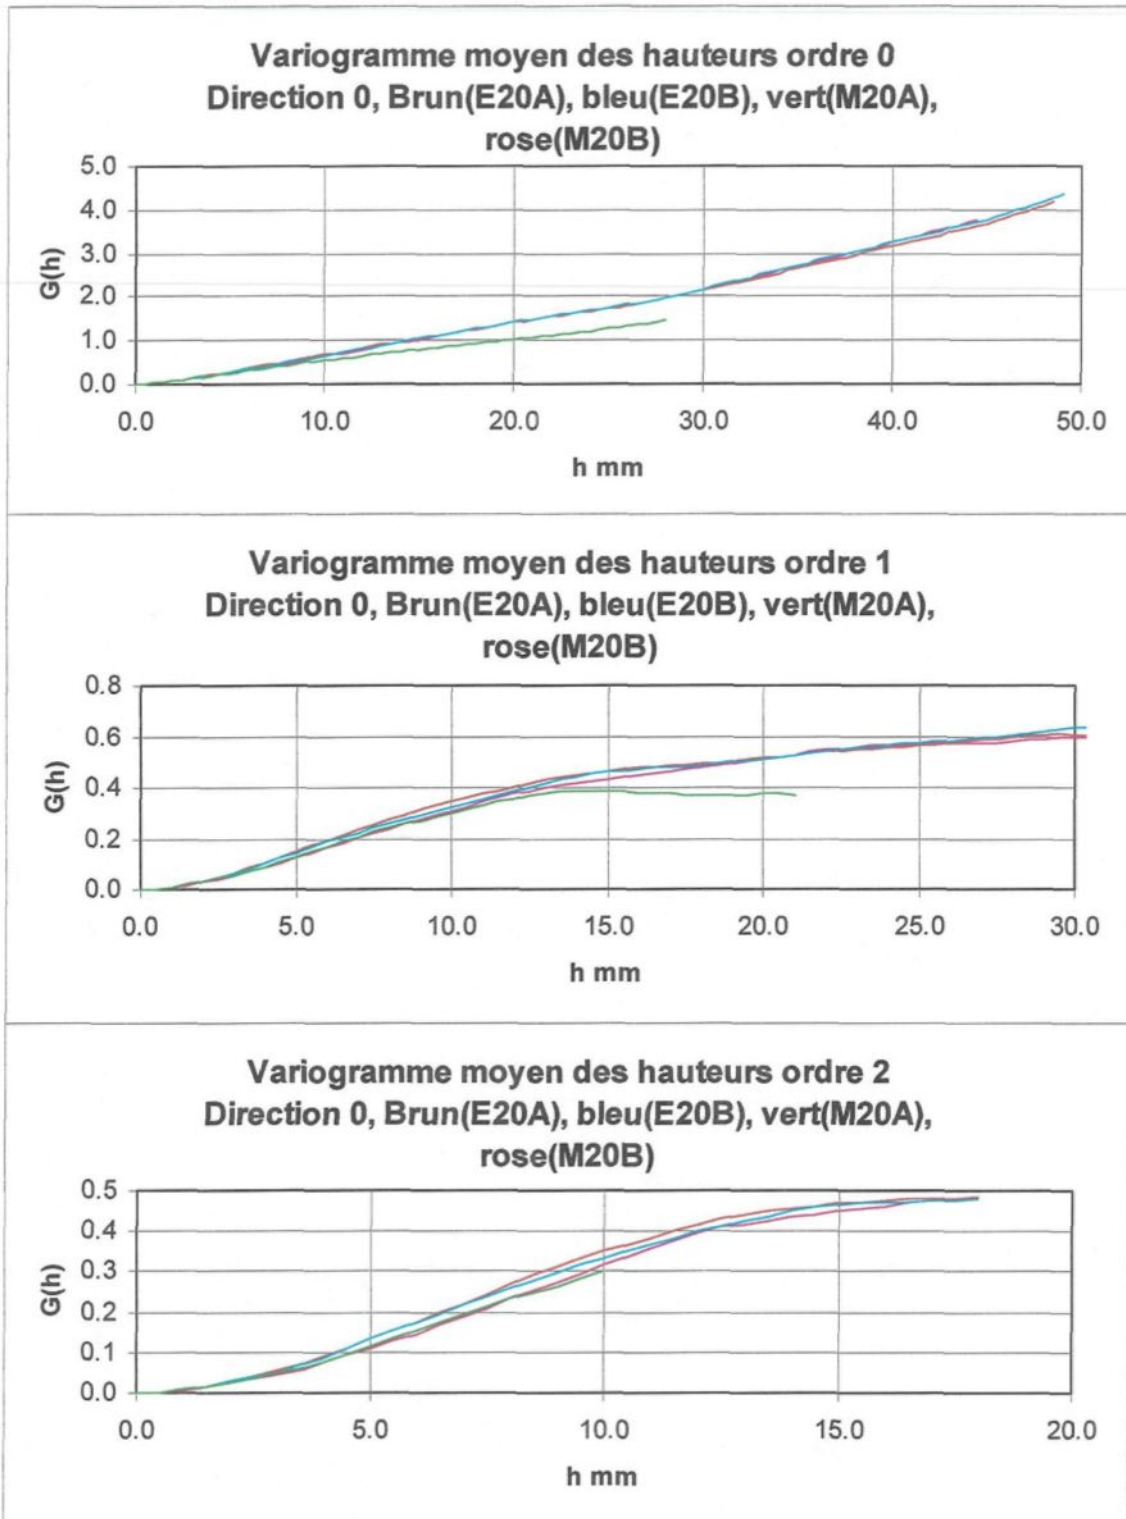 Variogramme moyen des hauteurs ordre 0
Direction 0, Brun(E20A), bleu(E20B), vert(M20A),
rose(M20B)
5.0
4.0
3.0
2.0
1.0
0.0
G(h)
0.0 10.0 20.0 30.0 40.0 50.0
h mm
Variogramme moyen des hauteurs ordre 1
Direction 0, Brun(E20A), bleu(E20B), vert(M20A),
rose(M20B)
0.8
0.6
0.4
0.2
0.0
G(h)
0.0 5.0 10.0 15.0 20.0 25.0 30.0
h mm
Variogramme moyen des hauteurs ordre 2
Direction 0, Brun(E20A), bleu(E20B), vert(M20A),
rose(M20B)
0.5
0.4
0.3
0.2
0.1
0.0
G(h)
0.0 5.0 10.0 15.0 20.0
h mm